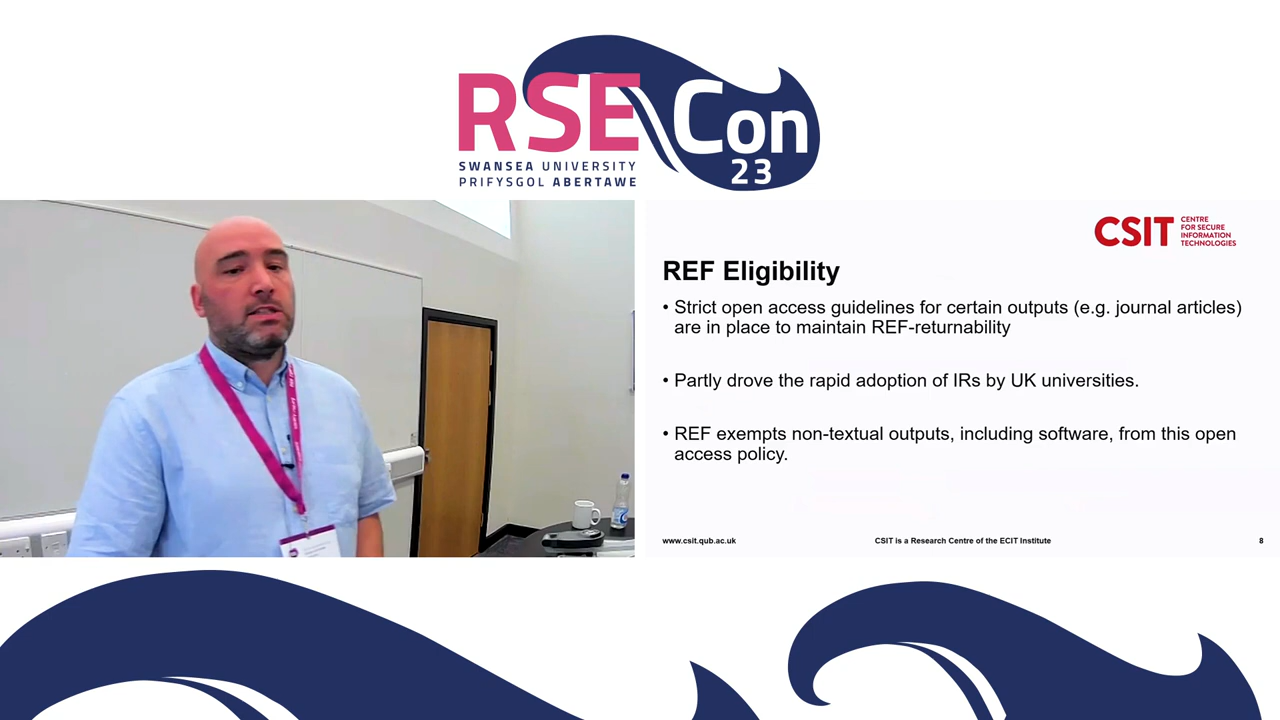 RSE Con
23
SWANSEA UNIVERSITY
PRIFYSGOL ABERTAWE
CSIT CENTRE
FOR SECURE
INFORMATION
TECHNOLOGIES
REF Eligibility
• Strict open access guidelines for certain outputs (e.g. journal articles)
are in place to maintain REF-returnability
• Partly drove the rapid adoption of IRs by UK universities.
• REF exempts non-textual outputs, including software, from this open
access policy.
www.csit.qub.ac.uk CSIT is a Research Centre of the ECIT Institute 8